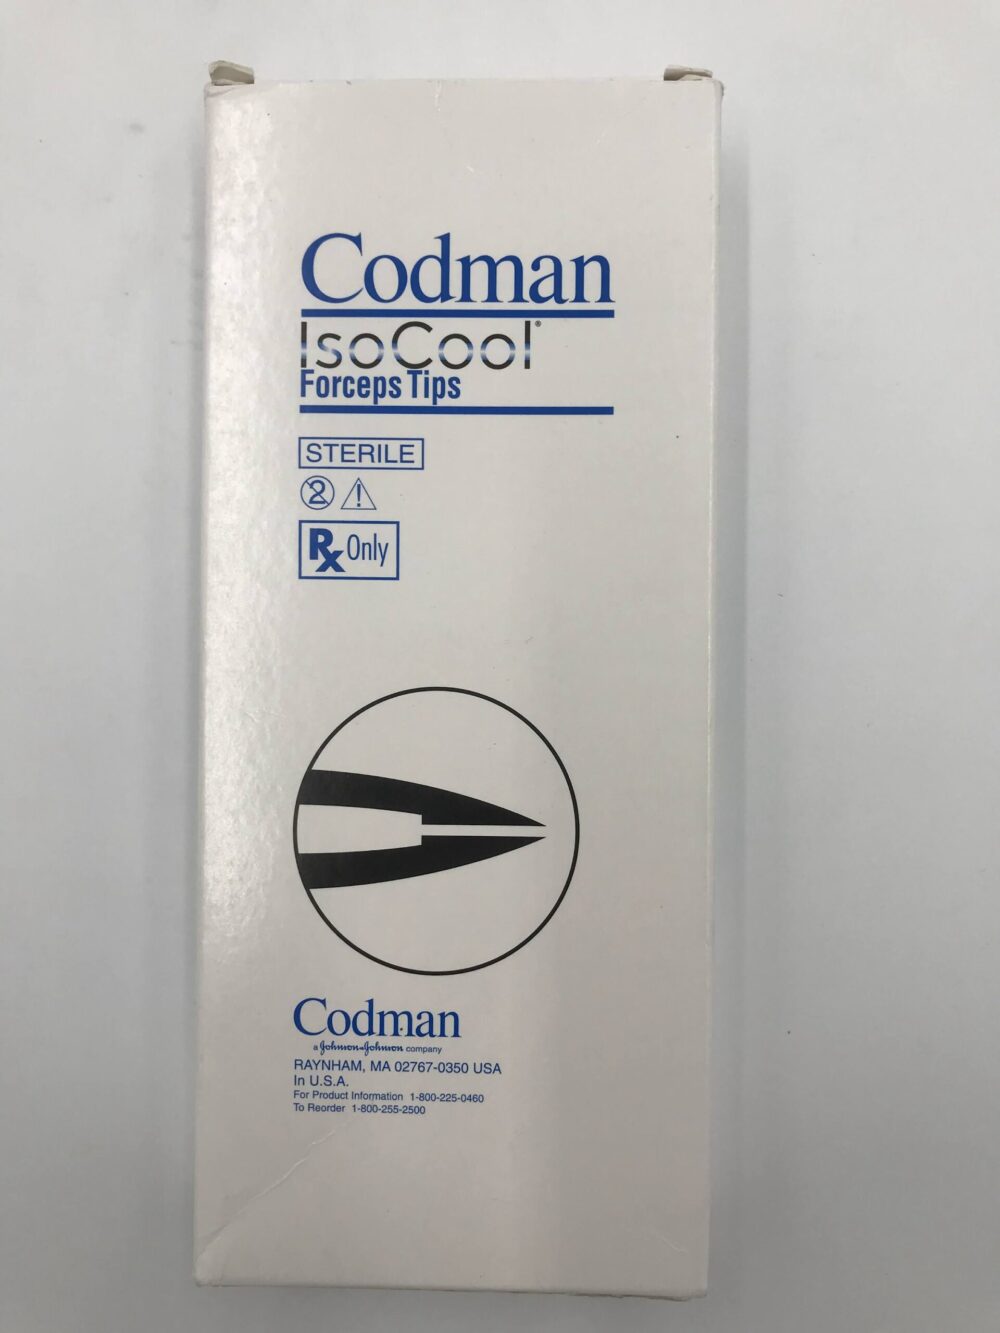 Codman
IsoCool®
Forceps Tips
STERILE
2 !
Rx Only
Codman
a Johnson & Johnson company
RAYNHAM, MA 02767-0350 USA
In U.S.A.
For Product Information 1-800-225-0460
To Reorder 1-800-255-2500